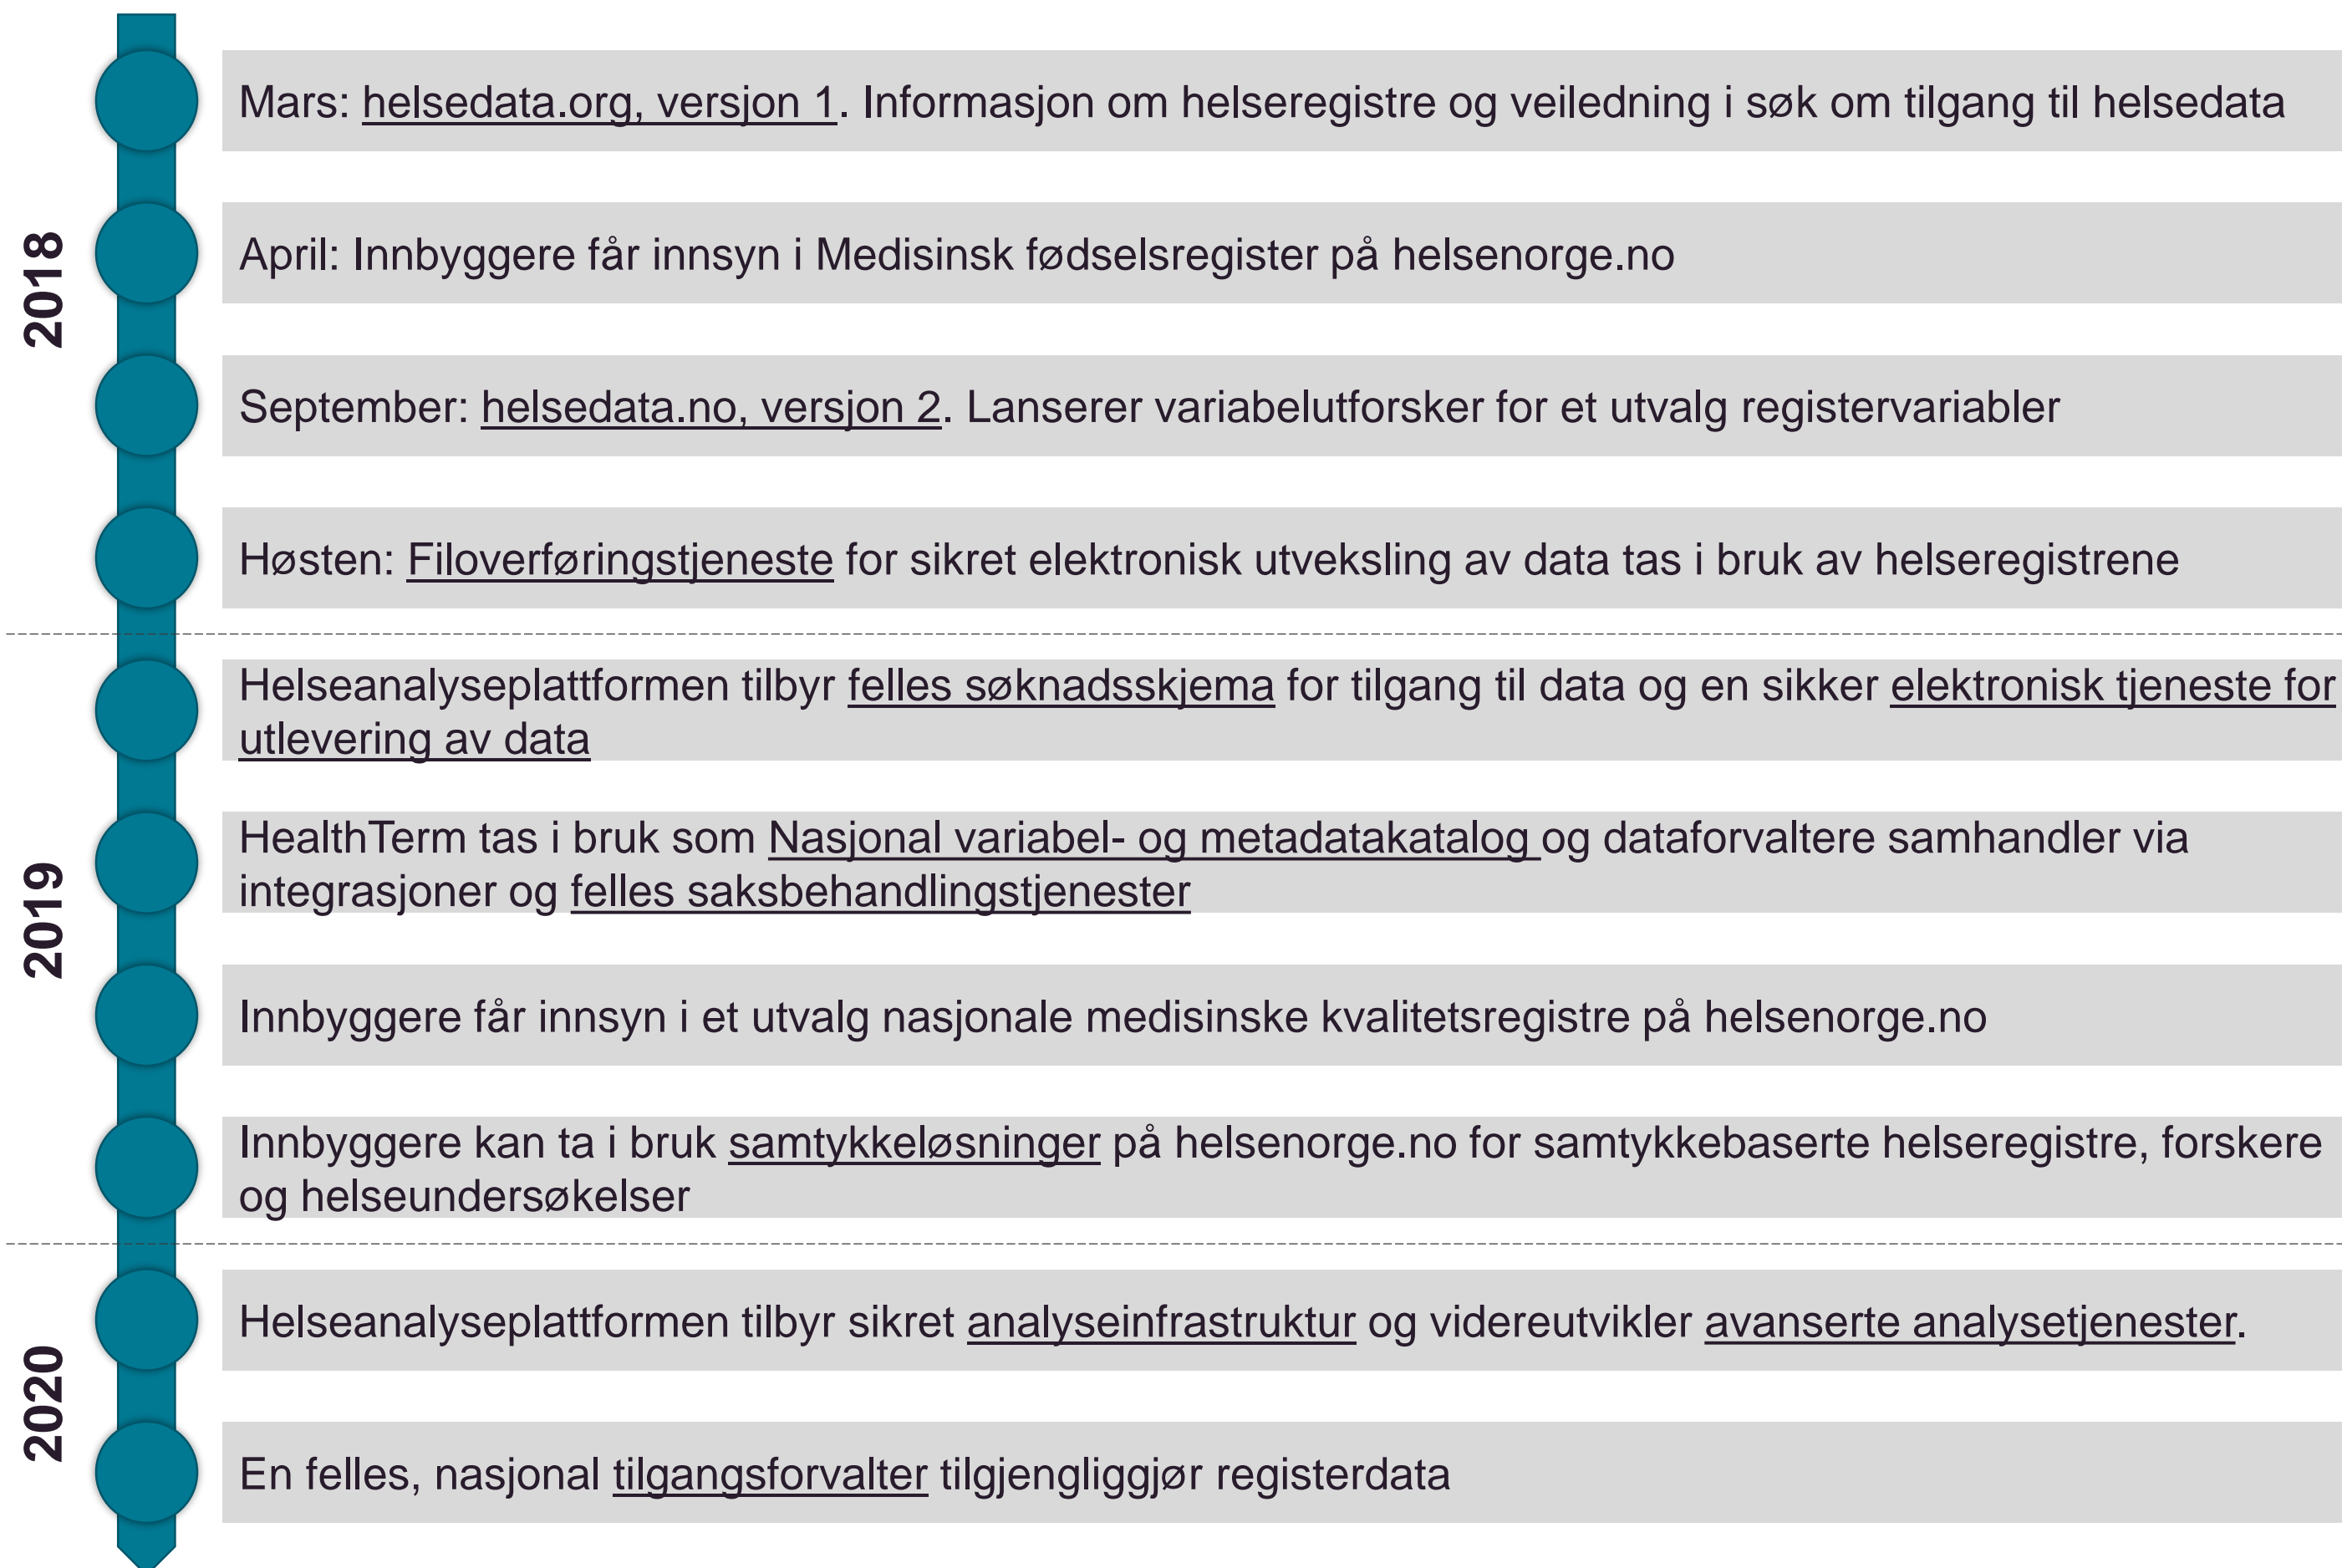 2018
Mars: helsedata.org, versjon 1. Informasjon om helseregistre og veiledning i søk om tilgang til helsedata
April: Innbyggere får innsyn i Medisinsk fødselsregister på helsenorge.no
September: helsedata.no, versjon 2. Lanserer variabelutforsker for et utvalg registervariabler
Høsten: Filoverføringstjeneste for sikret elektronisk utveksling av data tas i bruk av helseregistrene
2019
Helseanalyseplattformen tilbyr felles søknadsskjema for tilgang til data og en sikker elektronisk tjeneste for
utlevering av data
HealthTerm tas i bruk som Nasjonal variabel- og metadatakatalog og dataforvaltere samhandler via
integrasjoner og felles saksbehandlingstjenester
Innbyggere får innsyn i et utvalg nasjonale medisinske kvalitetsregistre på helsenorge.no
Innbyggere kan ta i bruk samtykkeløsninger på helsenorge.no for samtykkebaserte helseregistre, forskere
og helseundersøkelser
2020
Helseanalyseplattformen tilbyr sikret analyseinfrastruktur og videreutvikler avanserte analysetjenester.
En felles, nasjonal tilgangsforvalter tilgjengliggjør registerdata